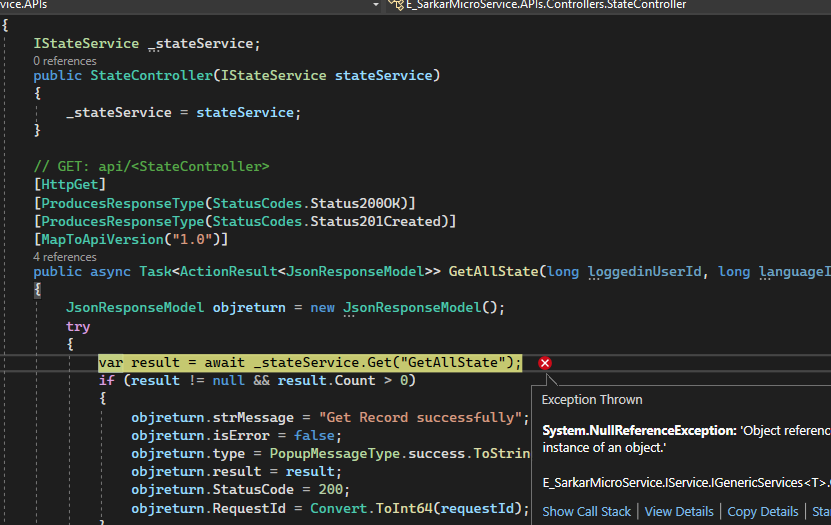 vice.APIs E_SarkarMicroService.APIs.Controllers.StateController
{
IStateService _stateService;
0 references
public StateController(IStateService stateService)
{
_stateService = stateService;
}
// GET: api/<StateController>
[HttpGet]
[ProducesResponseType(StatusCodes.Status200OK)]
[ProducesResponseType(StatusCodes.Status201Created)]
[MapToApiVersion("1.0")]
4 references
public async Task<ActionResult<JsonResponseModel>> GetAllState(long loggedinUserId, long languageI
{
JsonResponseModel objreturn = new JsonResponseModel();
try
{
var result = await _stateService.Get("GetAllState");
if (result != null && result.Count > 0)
{
objreturn.strMessage = "Get Record successfully";
objreturn.isError = false;
objreturn.type = PopupMessageType.success.ToStrin
objreturn.result = result;
objreturn.StatusCode = 200;
objreturn.RequestId = Convert.ToInt64(requestId);
}
Exception Thrown
System.NullReferenceException: 'Object referenc
instance of an object.'
E_SarkarMicroService.IService.IGenericServices<T>.
Show Call Stack | View Details | Copy Details | Sta